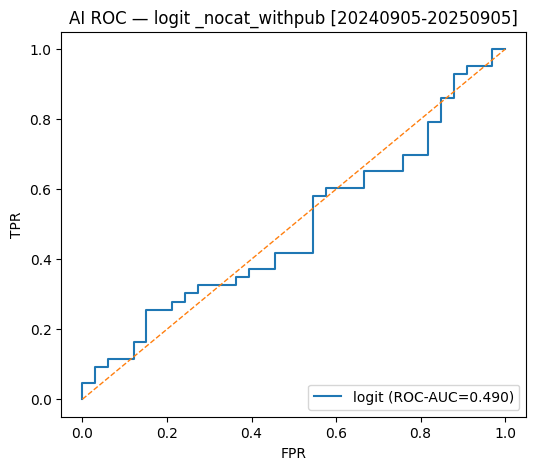 AI ROC — logit _nocat_withpub [20240905-20250905]
1.0
0.8
0.6
0.4
0.2
0.0
TPR
logit (ROC-AUC=0.490)
0.0 0.2 0.4 0.6 0.8 1.0
FPR